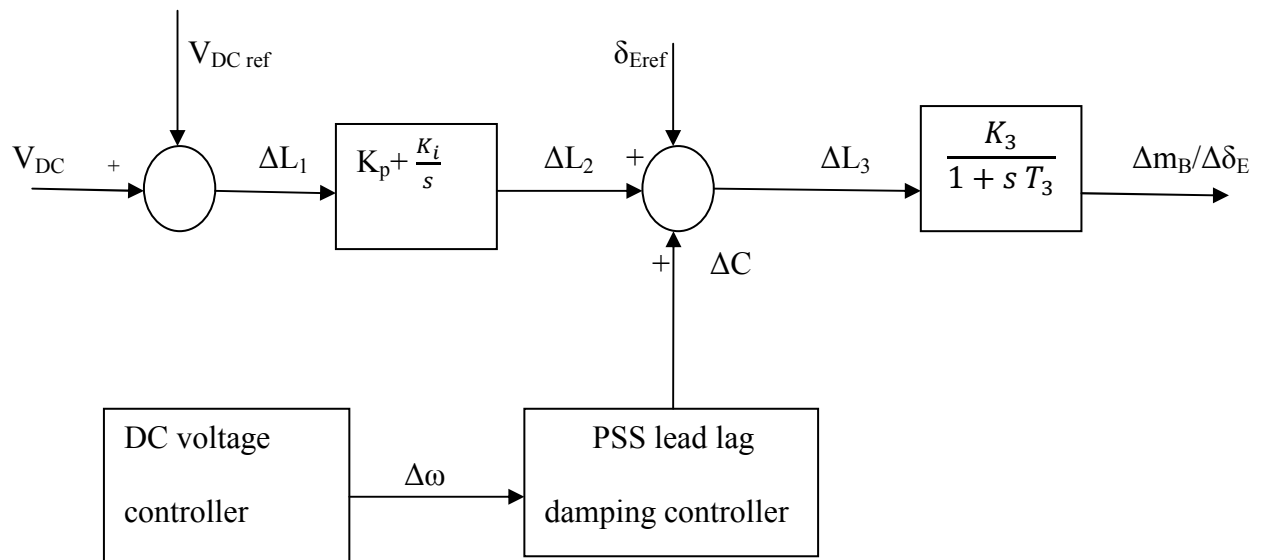 V_DC ref
δ_Eref
V_DC
+
ΔL₁
K_p+ K_i/s
ΔL₂
+
ΔL₃
K₃/(1 + s T₃)
Δm_B/Δδ_E
+
ΔC
DC voltage
controller
Δω
PSS lead lag
damping controller